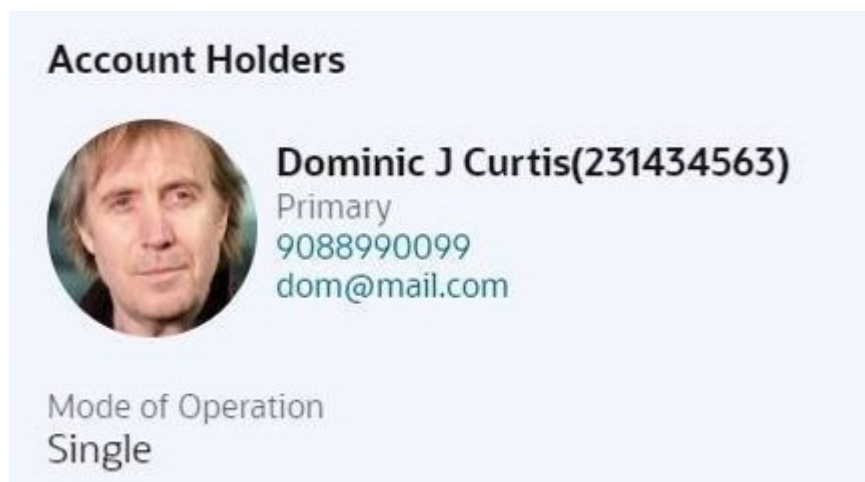 Account Holders
Dominic J Curtis(231434563)
Primary
9088990099
dom@mail.com
Mode of Operation
Single